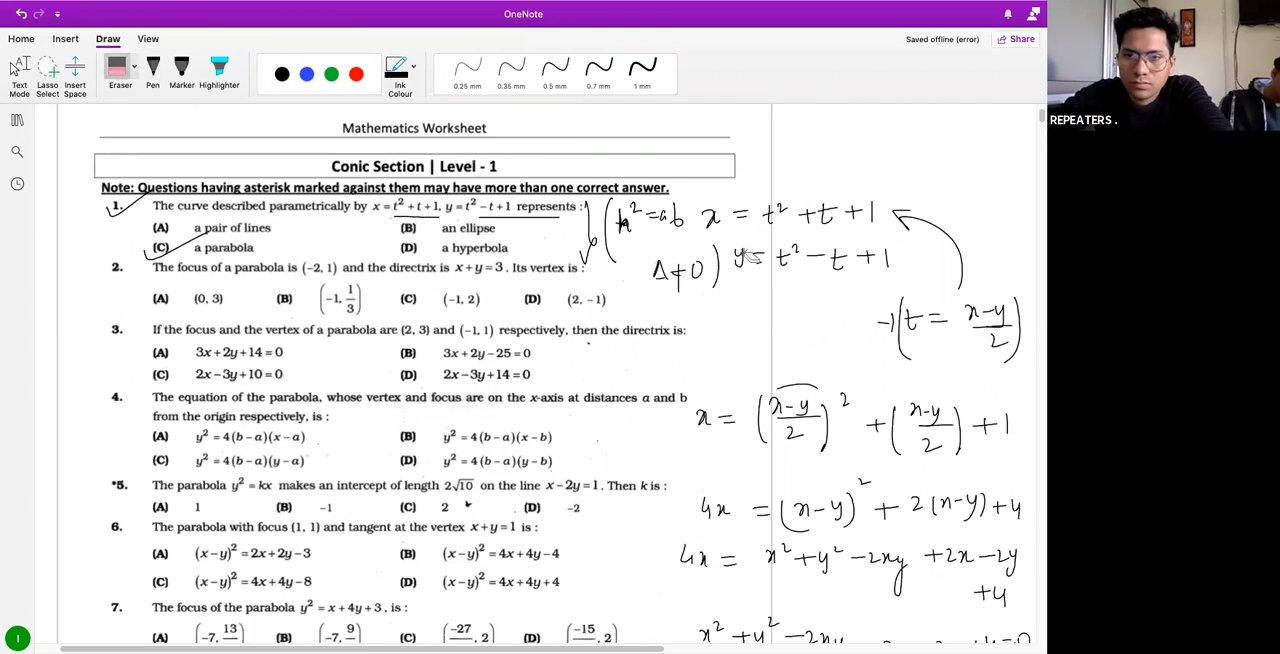 OneNote
Home Insert Draw View
Saved offline (error) Share
Text Mode Lasso Select Insert Space Eraser Pen Marker Highlighter Ink Colour 0.25 mm 0.35 mm 0.5 mm 0.7 mm 1 mm
REPEATERS .
Mathematics Worksheet
Conic Section | Level - 1
Note: Questions having asterisk marked against them may have more than one correct answer.
1. The curve described parametrically by x = t² + t + 1, y = t² − t + 1 represents :
(A) a pair of lines (B) an ellipse
(C) a parabola (D) a hyperbola
2. The focus of a parabola is (−2, 1) and the directrix is x + y = 3. Its vertex is :
(A) (0, 3) (B) (−1, 1/3) (C) (−1, 2) (D) (2, −1)
3. If the focus and the vertex of a parabola are (2, 3) and (−1, 1) respectively, then the directrix is:
(A) 3x + 2y + 14 = 0 (B) 3x + 2y − 25 = 0
(C) 2x − 3y + 10 = 0 (D) 2x − 3y + 14 = 0
4. The equation of the parabola, whose vertex and focus are on the x-axis at distances a and b
from the origin respectively, is :
(A) y² = 4(b − a)(x − a) (B) y² = 4(b − a)(x − b)
(C) y² = 4(b − a)(y − a) (D) y² = 4(b − a)(y − b)
*5. The parabola y² = kx makes an intercept of length 2√10 on the line x − 2y = 1. Then k is :
(A) 1 (B) −1 (C) 2 (D) −2
6. The parabola with focus (1, 1) and tangent at the vertex x + y = 1 is :
(A) (x − y)² = 2x + 2y − 3 (B) (x − y)² = 4x + 4y − 4
(C) (x − y)² = 4x + 4y − 8 (D) (x − y)² = 4x + 4y + 4
7. The focus of the parabola y² = x + 4y + 3, is :
(A) (−7, 13 (B) (−7, 9 (C) (−27, 2) (D) (−15, 2)
h² = ab x = t² + t + 1
Δ ≠ 0) y = t² − t + 1
t = (x−y)/2
x = ((x−y)/2)² + ((x−y)/2) + 1
4x = (x−y)² + 2(x−y) + 4
4x = x² + y² − 2xy + 2x − 2y
+4
x² + y² − 2xy
I